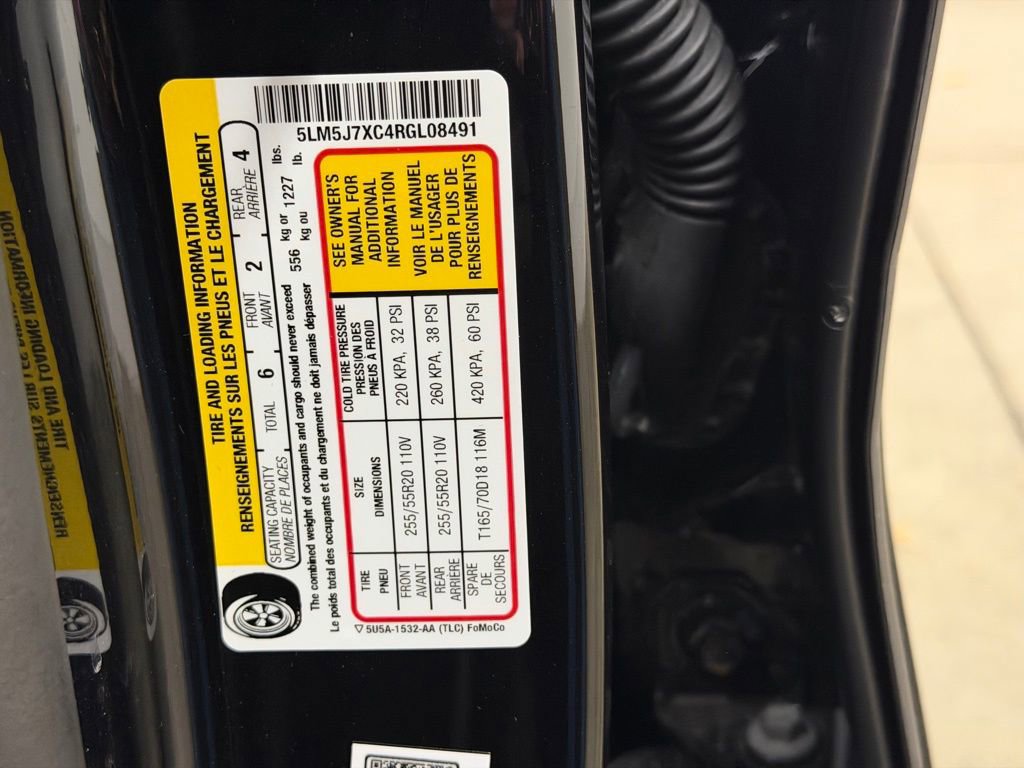 5LM5J7XC4RGL08491
TIRE AND LOADING INFORMATION
RENSEIGNEMENTS SUR LES PNEUS ET LE CHARGEMENT
SEATING CAPACITY TOTAL 6 FRONT 2 REAR 4
NOMBRE DE PLACES AVANT ARRIÈRE
The combined weight of occupants and cargo should never exceed 556 kg or 1227 lbs.
Le poids total des occupants et du chargement ne doit jamais dépasser kg ou lb.
TIRE SIZE COLD TIRE PRESSURE
PNEU DIMENSIONS PRESSION DES
PNEUS À FROID
FRONT 255/55R20 110V 220 KPA, 32 PSI
AVANT
REAR 255/55R20 110V 260 KPA, 38 PSI
ARRIÈRE
SPARE T165/70D18 116M 420 KPA, 60 PSI
DE
SECOURS
SEE OWNER'S
MANUAL FOR
ADDITIONAL
INFORMATION
VOIR LE MANUEL
DE L'USAGER
POUR PLUS DE
RENSEIGNEMENTS
5U5A-1532-AA (TLC) FoMoCo
TIRE AND LOADING INFORMATION